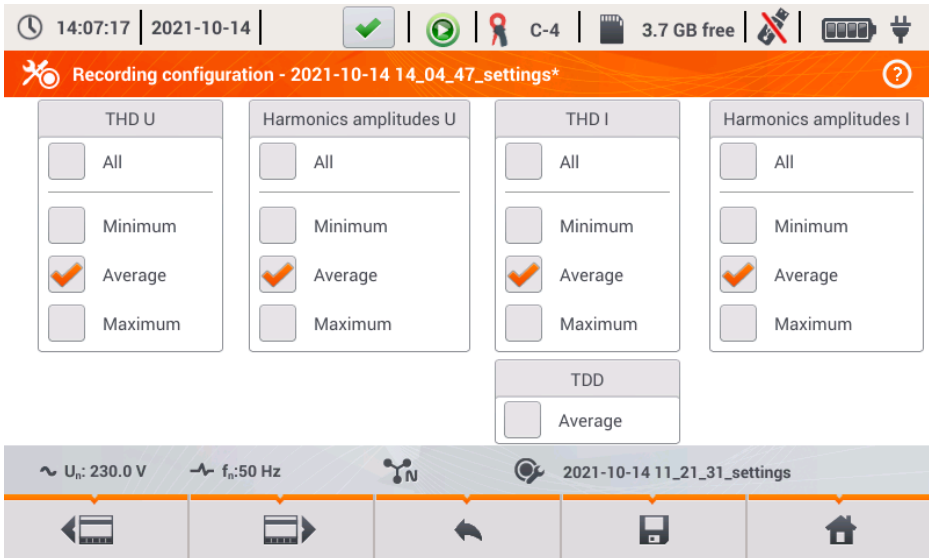 14:07:17 2021-10-14 C-4 3.7 GB free
Recording configuration - 2021-10-14 14_04_47_settings* ?
THD U
All
Minimum
Average
Maximum
Harmonics amplitudes U
All
Minimum
Average
Maximum
THD I
All
Minimum
Average
Maximum
Harmonics amplitudes I
All
Minimum
Average
Maximum
TDD
Average
Un: 230.0 V fn:50 Hz N 2021-10-14 11_21_31_settings